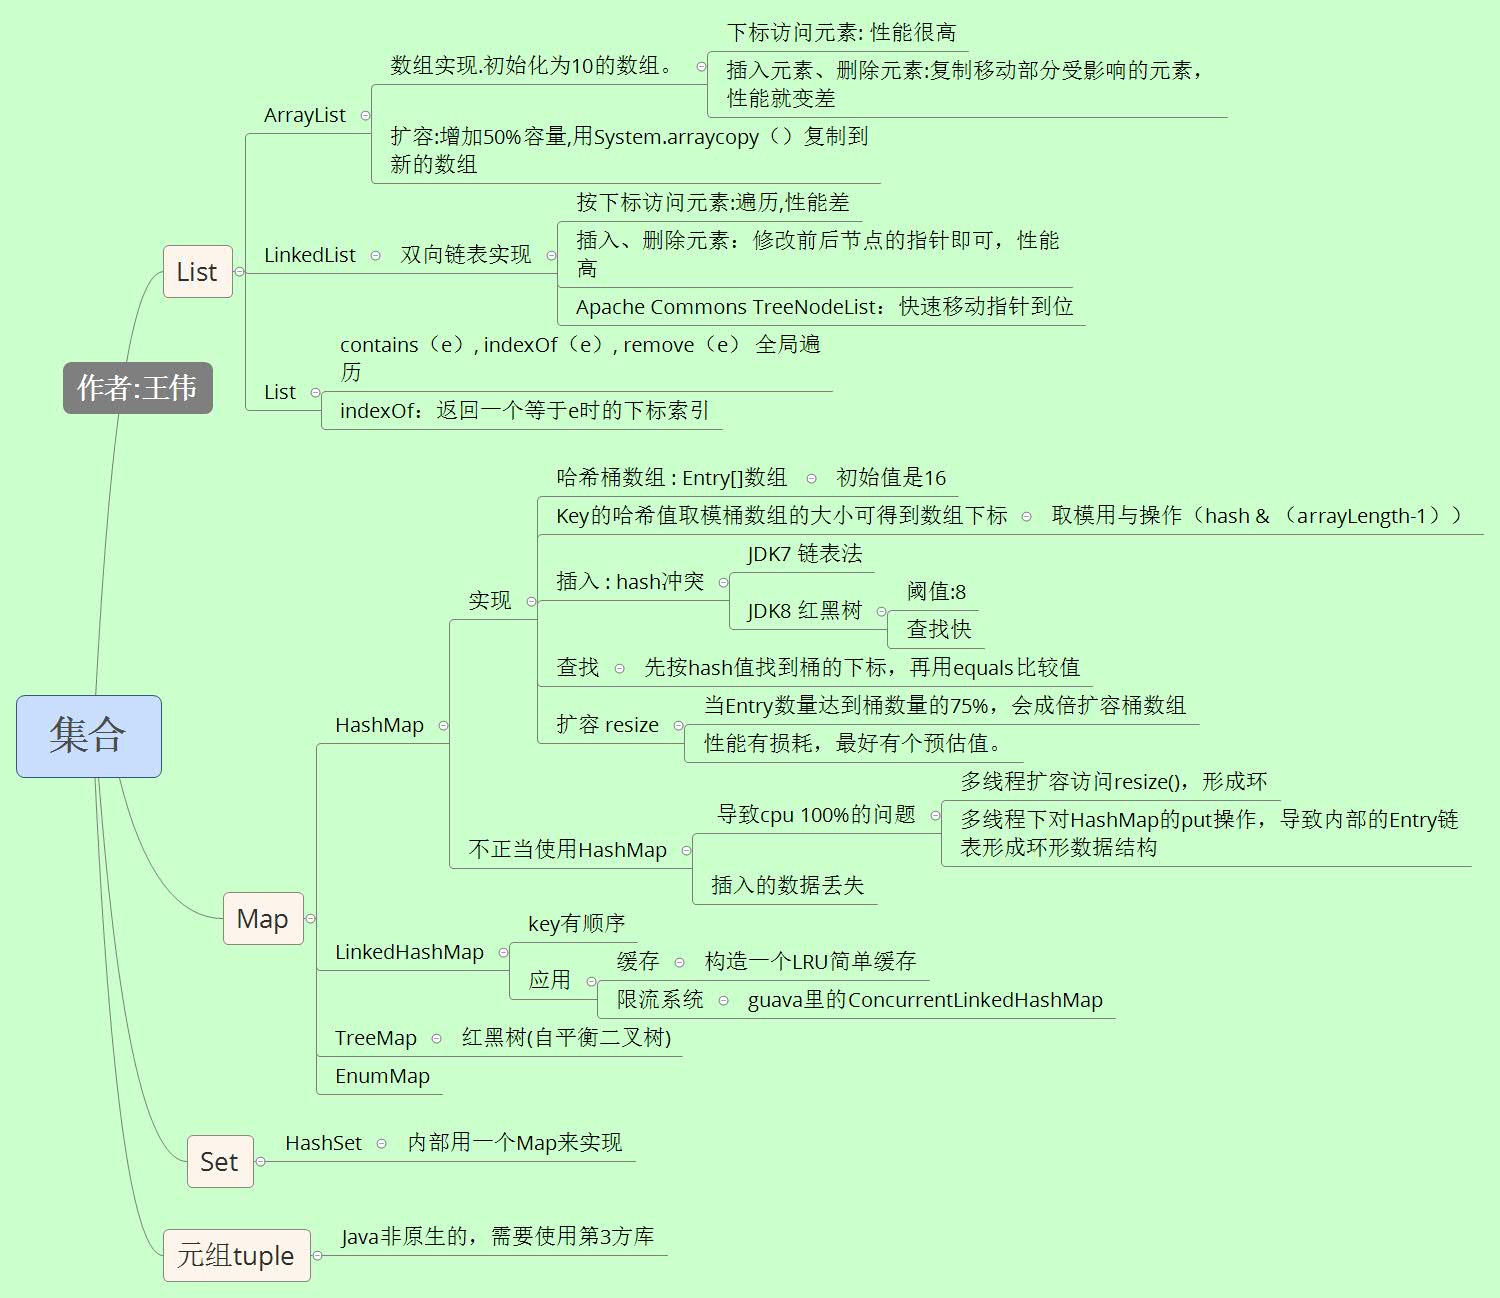 下标访问元素: 性能很高
数组实现.初始化为10的数组。
插入元素、删除元素:复制移动部分受影响的元素，
性能就变差
ArrayList
扩容:增加50%容量,用System.arraycopy（）复制到
新的数组
按下标访问元素:遍历,性能差
LinkedList
双向链表实现
插入、删除元素：修改前后节点的指针即可，性能
高
List
Apache Commons TreeNodeList：快速移动指针到位
contains（e）, indexOf（e）, remove（e） 全局遍
历
List
indexOf：返回一个等于e时的下标索引
作者:王伟
哈希桶数组 : Entry[]数组
初始值是16
Key的哈希值取模桶数组的大小可得到数组下标
取模用与操作（hash & （arrayLength-1））
JDK7 链表法
插入 : hash冲突
阈值:8
JDK8 红黑树
查找快
实现
查找
先按hash值找到桶的下标，再用equals比较值
当Entry数量达到桶数量的75%，会成倍扩容桶数组
扩容 resize
性能有损耗，最好有个预估值。
HashMap
集合
多线程扩容访问resize()，形成环
导致cpu 100%的问题
多线程下对HashMap的put操作，导致内部的Entry链
表形成环形数据结构
不正当使用HashMap
插入的数据丢失
Map
key有顺序
LinkedHashMap
缓存
构造一个LRU简单缓存
应用
限流系统
guava里的ConcurrentLinkedHashMap
TreeMap
红黑树(自平衡二叉树)
EnumMap
Set
HashSet
内部用一个Map来实现
元组tuple
Java非原生的，需要使用第3方库